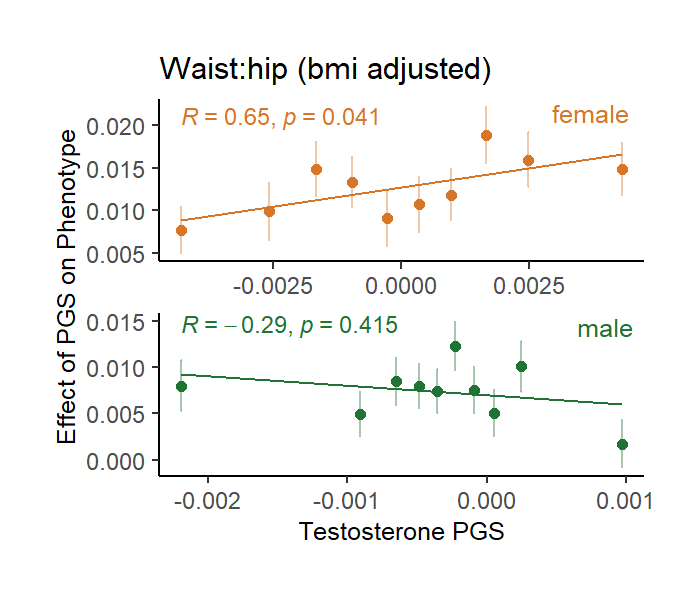 Waist:hip (bmi adjusted)
Effect of PGS on Phenotype
R = 0.65, p = 0.041
female
0.020
0.015
0.010
0.005
-0.0025 0.0000 0.0025
R = −0.29, p = 0.415
male
0.015
0.010
0.005
0.000
-0.002 -0.001 0.000 0.001
Testosterone PGS